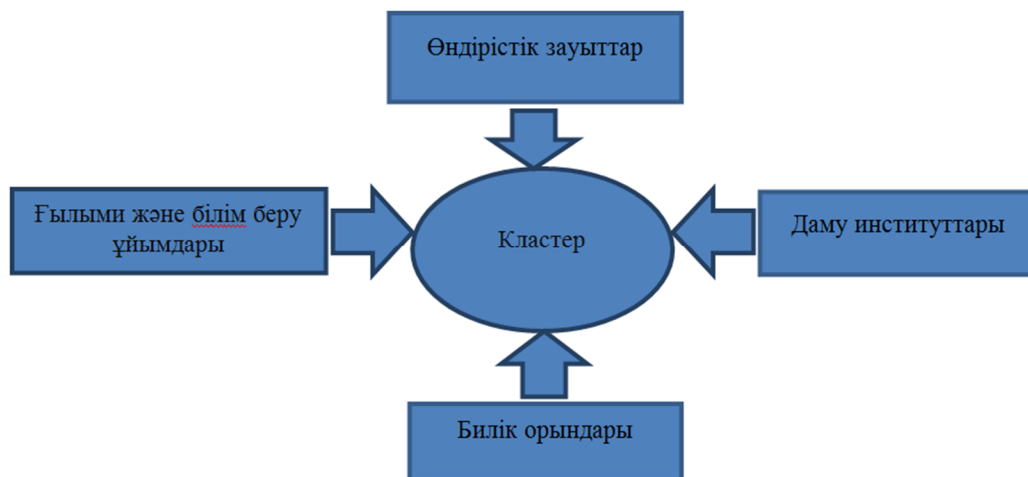 Өндірістік зауыттар
Ғылыми және білім беру
ұйымдары
Кластер
Даму институттары
Билік орындары